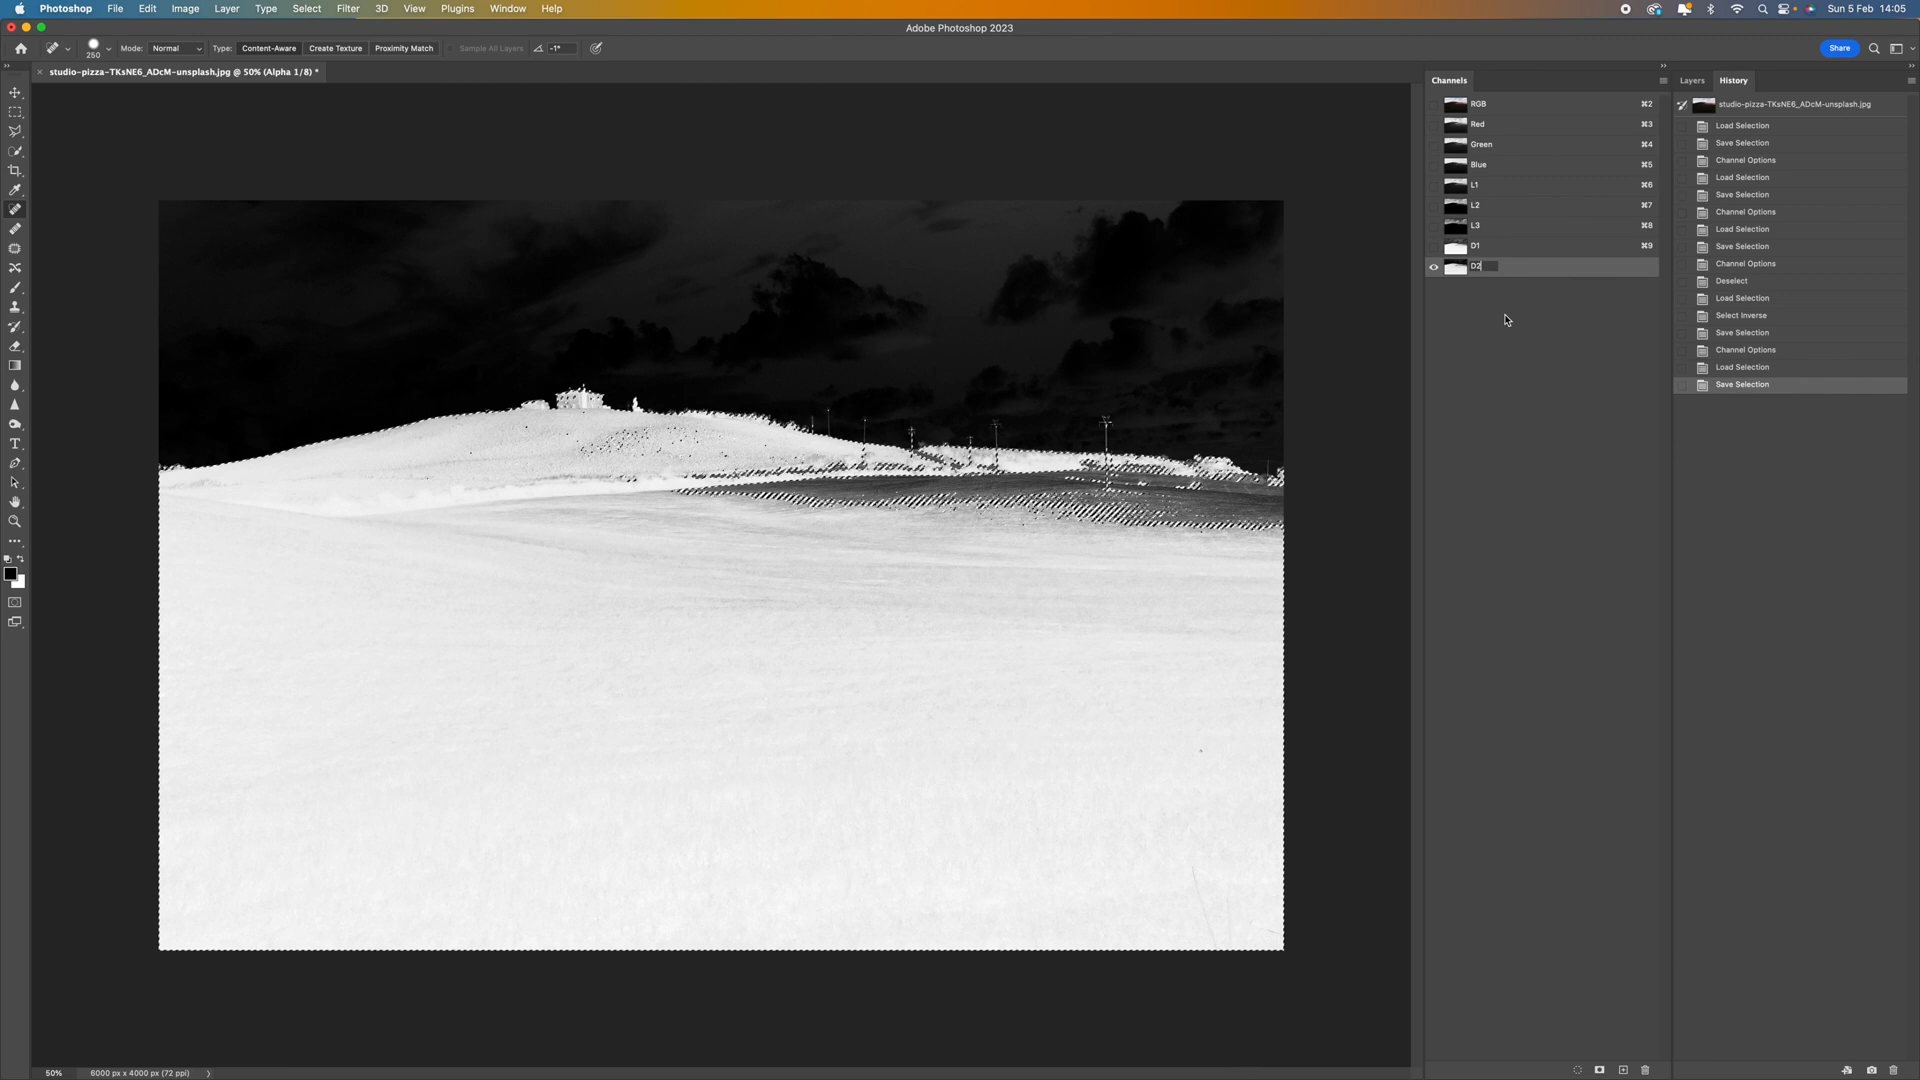 Photoshop File Edit Image Layer Type Select Filter 3D View Plugins Window Help Sun 5 Feb 14:05
Adobe Photoshop 2023
250 Mode: Normal Type: Content-Aware Create Texture Proximity Match Sample All Layers -1° Share
× studio-pizza-TKsNE6_ADcM-unsplash.jpg @ 50% (Alpha 1/8) *
Channels
RGB ⌘2
Red ⌘3
Green ⌘4
Blue ⌘5
L1 ⌘6
L2 ⌘7
L3 ⌘8
D1 ⌘9
D2
Layers History
studio-pizza-TKsNE6_ADcM-unsplash.jpg
Load Selection
Save Selection
Channel Options
Load Selection
Save Selection
Channel Options
Load Selection
Save Selection
Channel Options
Deselect
Load Selection
Select Inverse
Save Selection
Channel Options
Load Selection
Save Selection
50% 6000 px x 4000 px (72 ppi)